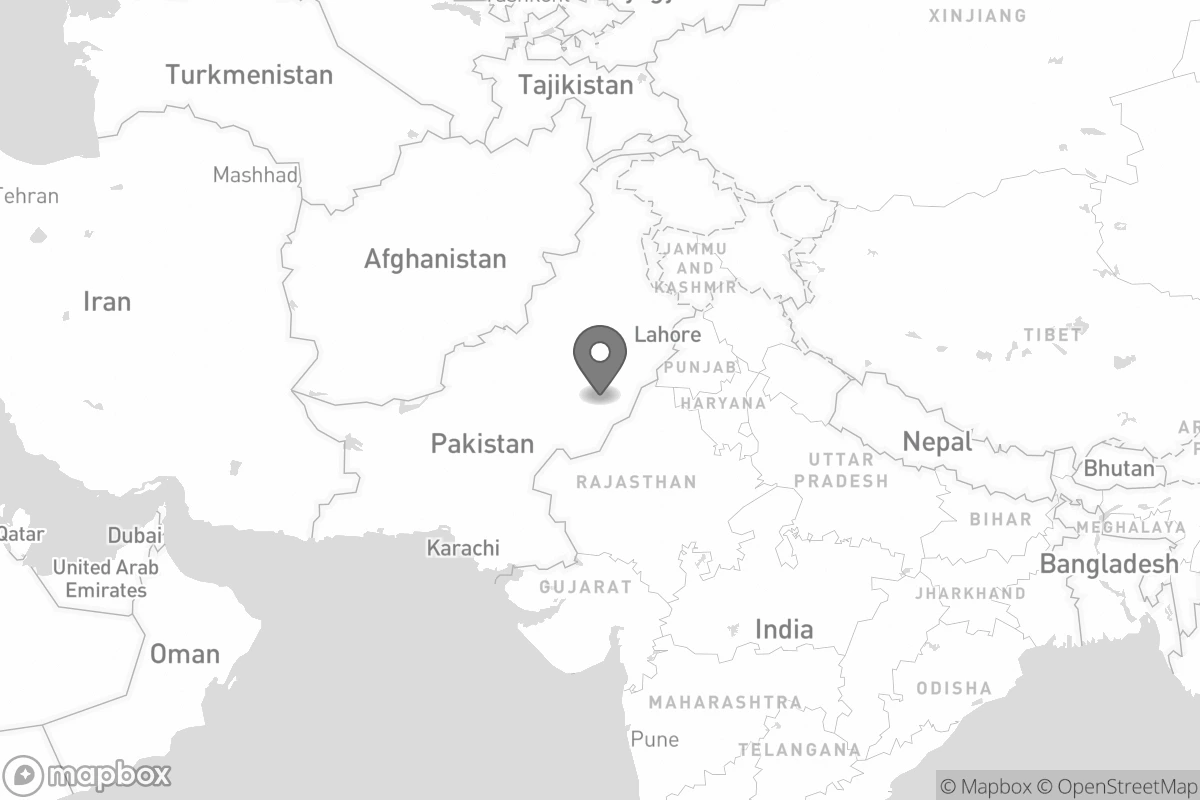 XINJIANG
Turkmenistan
Tajikistan
Mashhad
Tehran
Afghanistan
JAMMU
AND
KASHMIR
Iran
Lahore
TIBET
PUNJAB
HARYANA
Pakistan
Nepal
UTTAR
PRADESH
Bhutan
RAJASTHAN
BIHAR
MEGHALAYA
Qatar
Dubai
Karachi
United Arab
Emirates
Bangladesh
GUJARAT
JHARKHAND
India
Oman
ODISHA
MAHARASHTRA
Pune
TELANGANA
mapbox
© Mapbox © OpenStreetMap